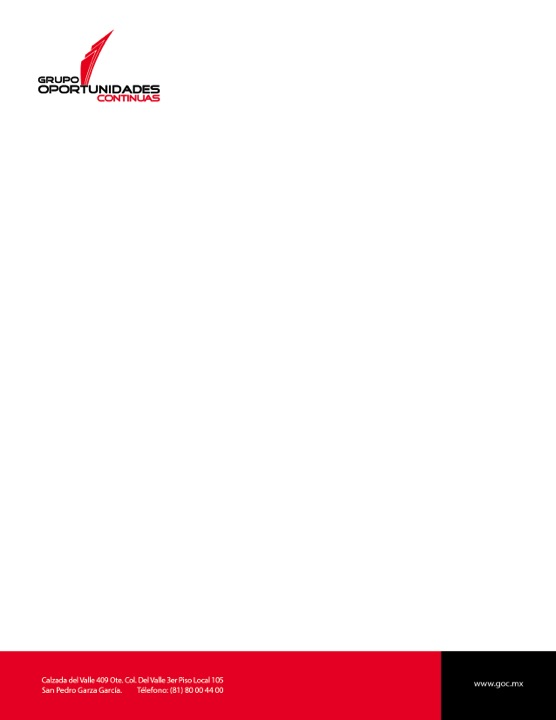 GRUPO
OPORTUNIDADES
CONTINUAS
Calzada del Valle 409 Ote. Col. Del Valle 3er Piso Local 105
San Pedro Garza García. Télefono: (81) 80 00 44 00
www.goc.mx